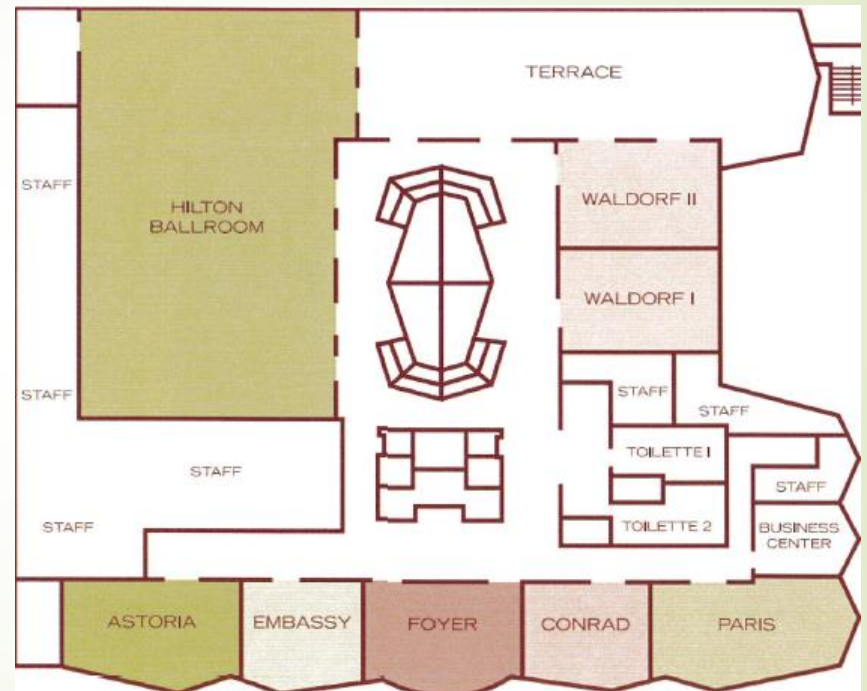 TERRACE
STAFF
HILTON
BALLROOM
WALDORF II
WALDORF I
STAFF
STAFF
STAFF
STAFF
TOILETTE 1
STAFF
STAFF
TOILETTE 2
BUSINESS
CENTER
ASTORIA
EMBASSY
FOYER
CONRAD
PARIS